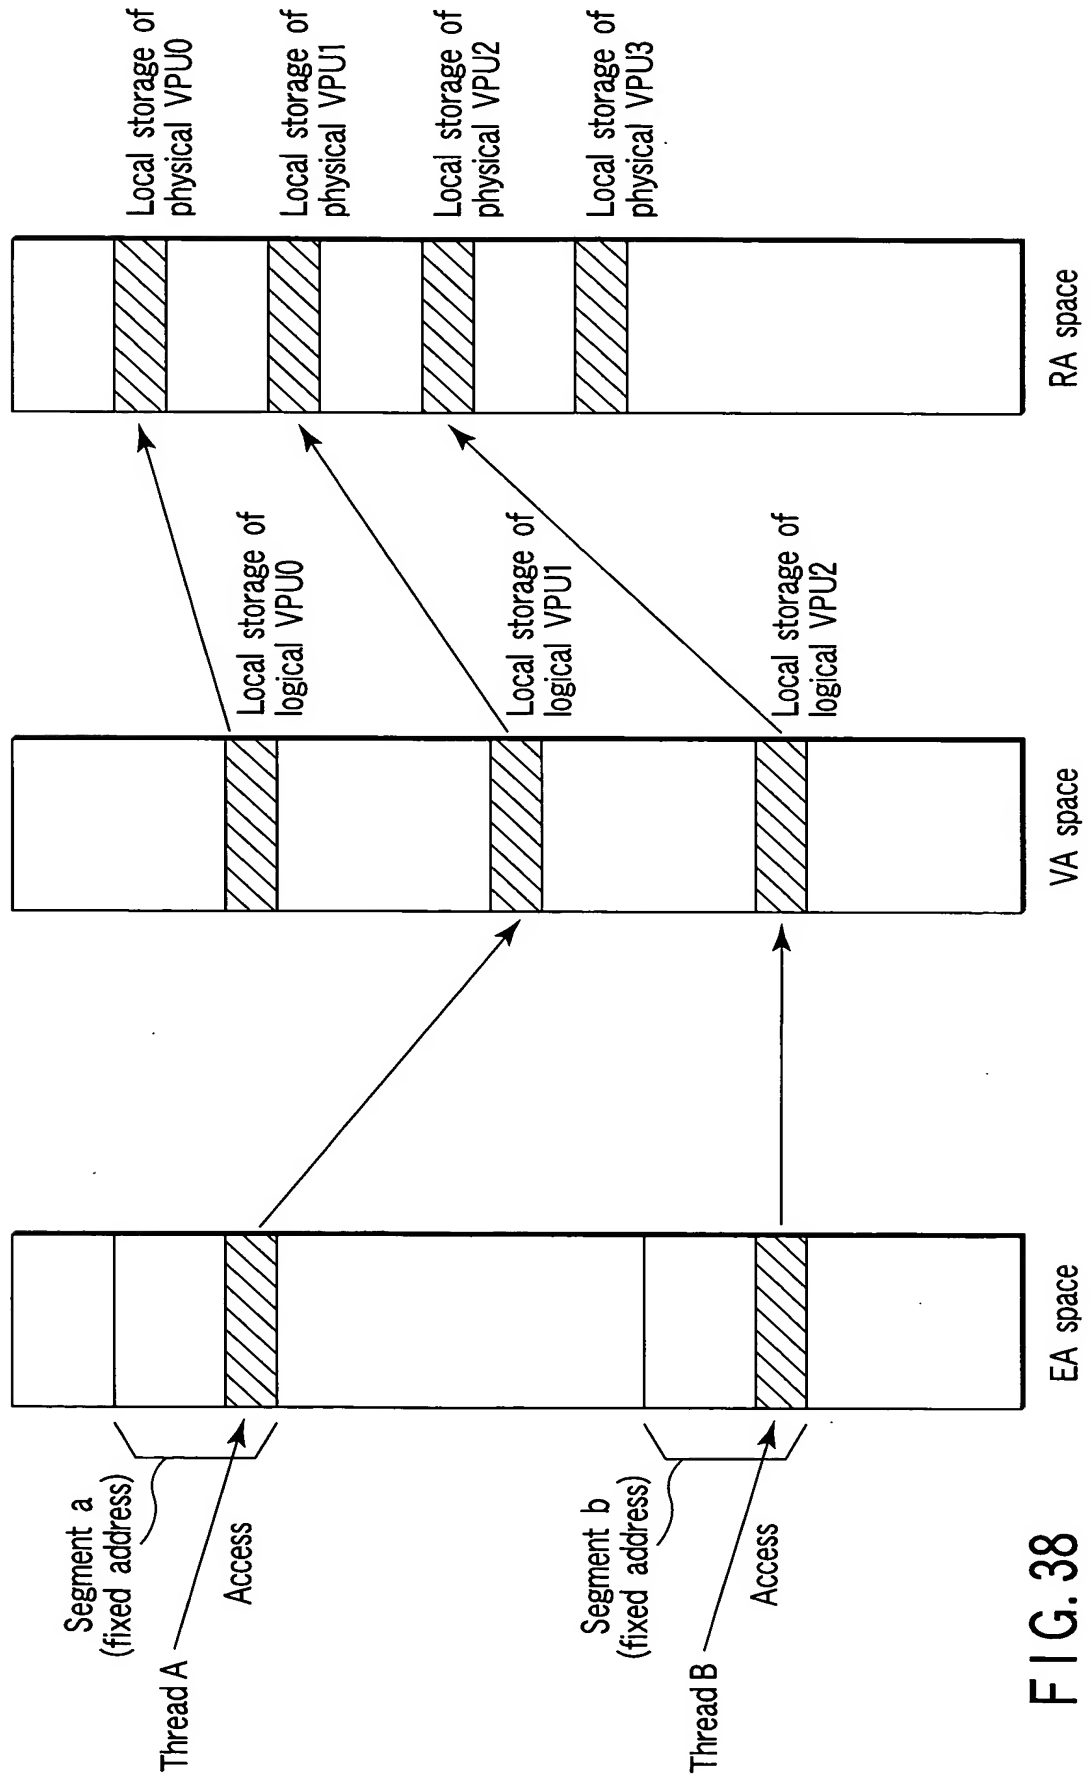 Segment a
(fixed address)
Thread A
Access
Segment b
(fixed address)
Thread B
Access
EA space
Local storage of
logical VPU0
Local storage of
logical VPU1
Local storage of
logical VPU2
VA space
Local storage of
physical VPU0
Local storage of
physical VPU1
Local storage of
physical VPU2
Local storage of
physical VPU3
RA space
FIG. 38